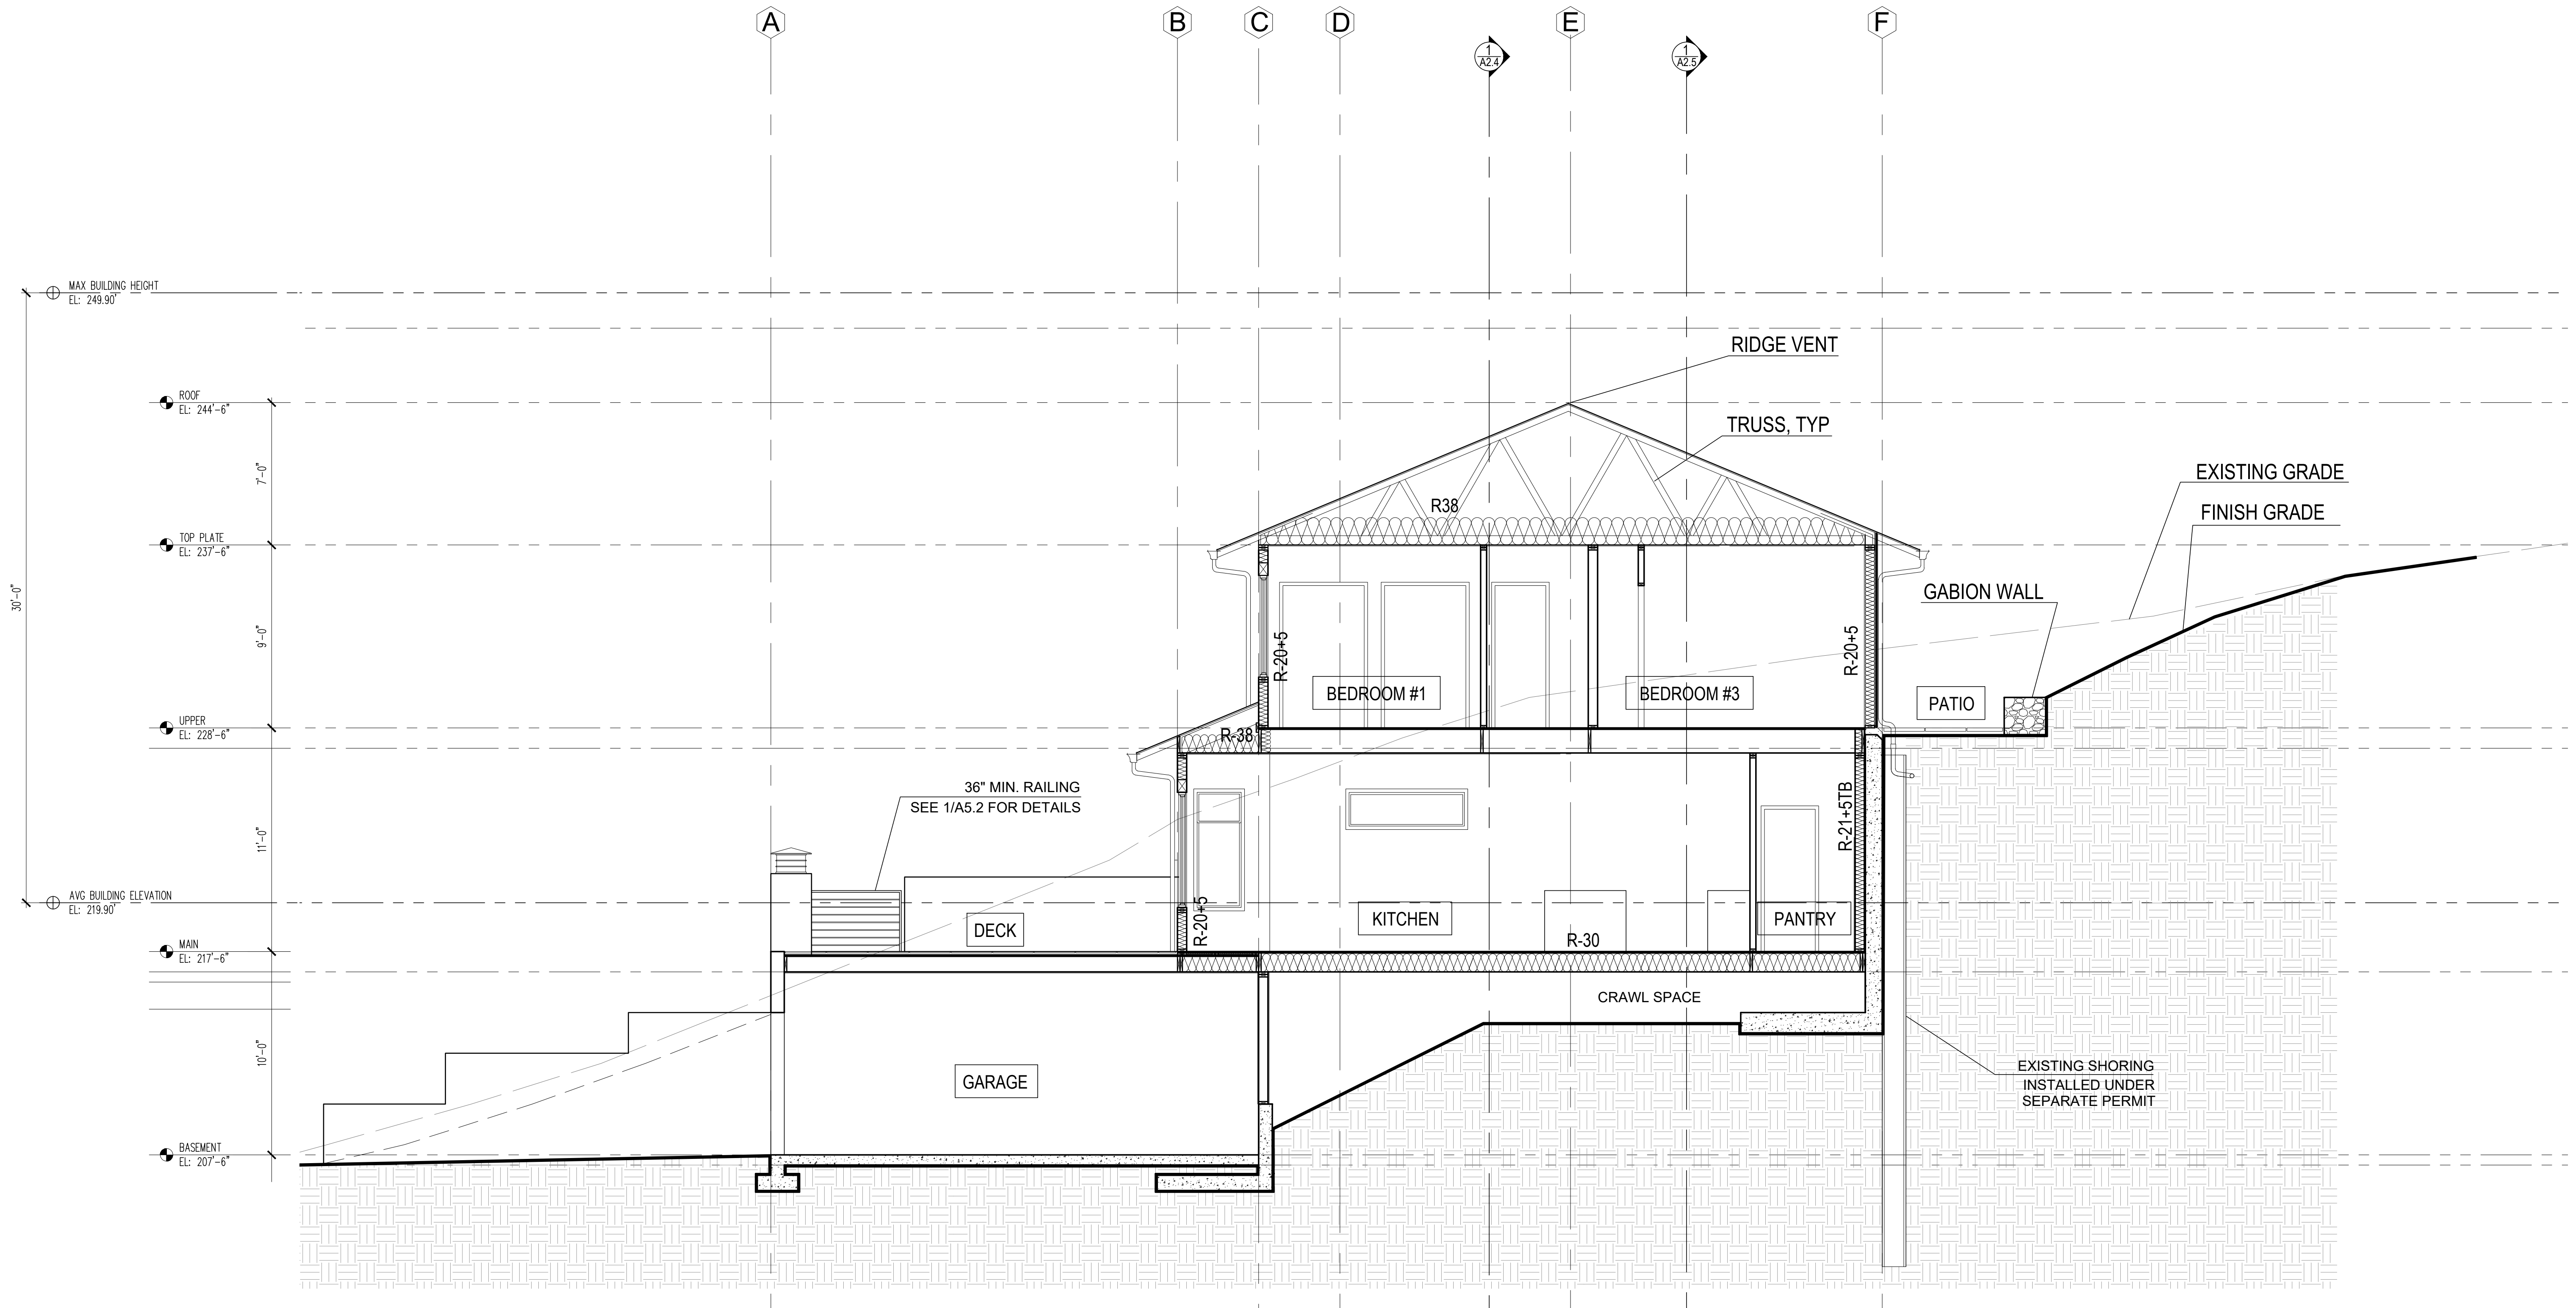 A
B
C
D
E
F
1
A2.4
1
A2.5
MAX BUILDING HEIGHT
EL: 249.90'
RIDGE VENT
ROOF
EL: 244'-6"
TRUSS, TYP
7'-0"
EXISTING GRADE
R38
FINISH GRADE
TOP PLATE
EL: 237'-6"
30'-0"
GABION WALL
9'-0"
R-20+5
R-20+5
BEDROOM #1
BEDROOM #3
PATIO
UPPER
EL: 228'-6"
R-38
36" MIN. RAILING
SEE 1/A5.2 FOR DETAILS
R-21+5TB
11'-0"
AVG BUILDING ELEVATION
EL: 219.90'
R-20+5
KITCHEN
PANTRY
DECK
R-30
MAIN
EL: 217'-6"
CRAWL SPACE
10'-0"
GARAGE
EXISTING SHORING
INSTALLED UNDER
SEPARATE PERMIT
BASEMENT
EL: 207'-6"